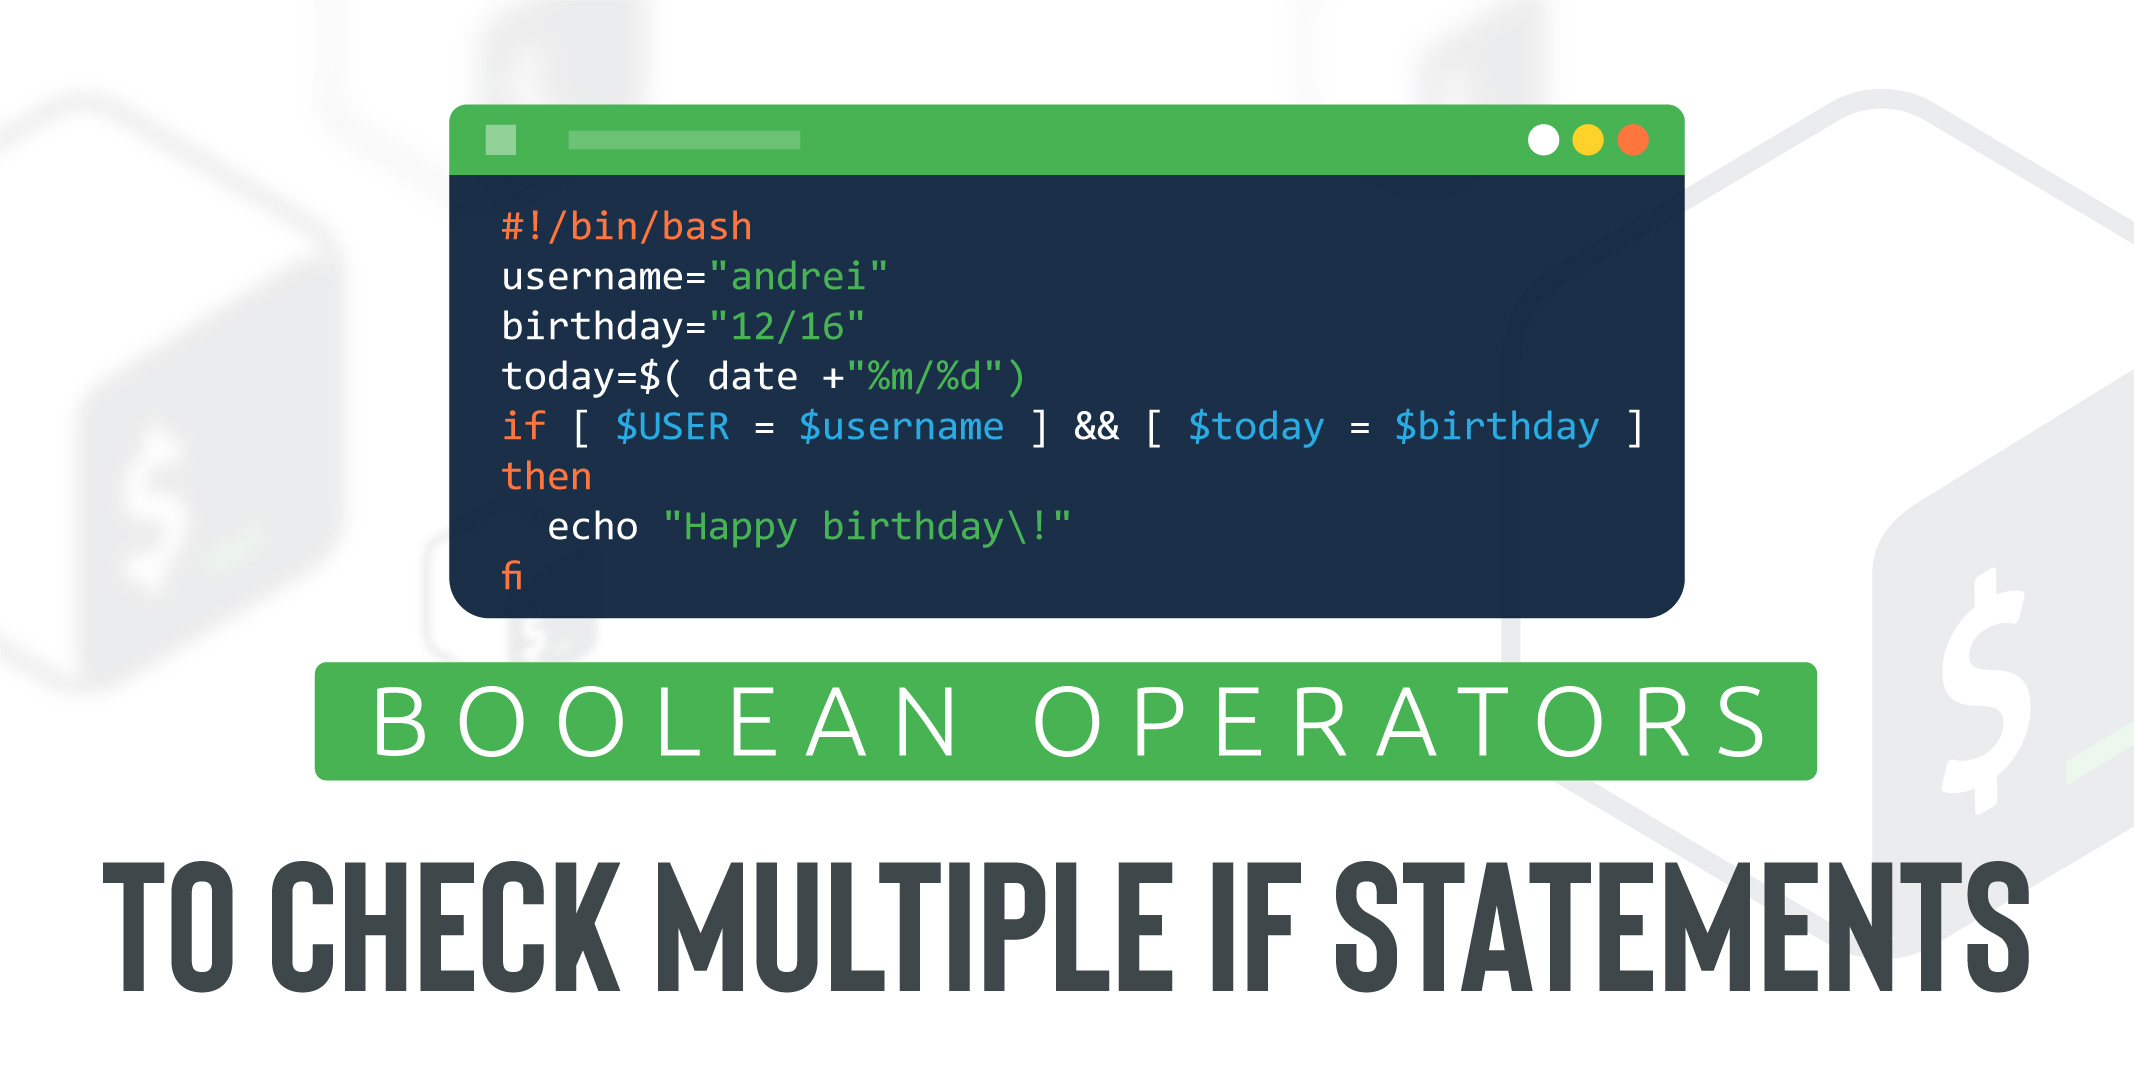 #!/bin/bash
username="andrei"
birthday="12/16"
today=$( date +"%m/%d")
if [ $USER = $username ] && [ $today = $birthday ]
then
  echo "Happy birthday\!"
fi
BOOLEAN OPERATORS
TO CHECK MULTIPLE IF STATEMENTS
$
$
$